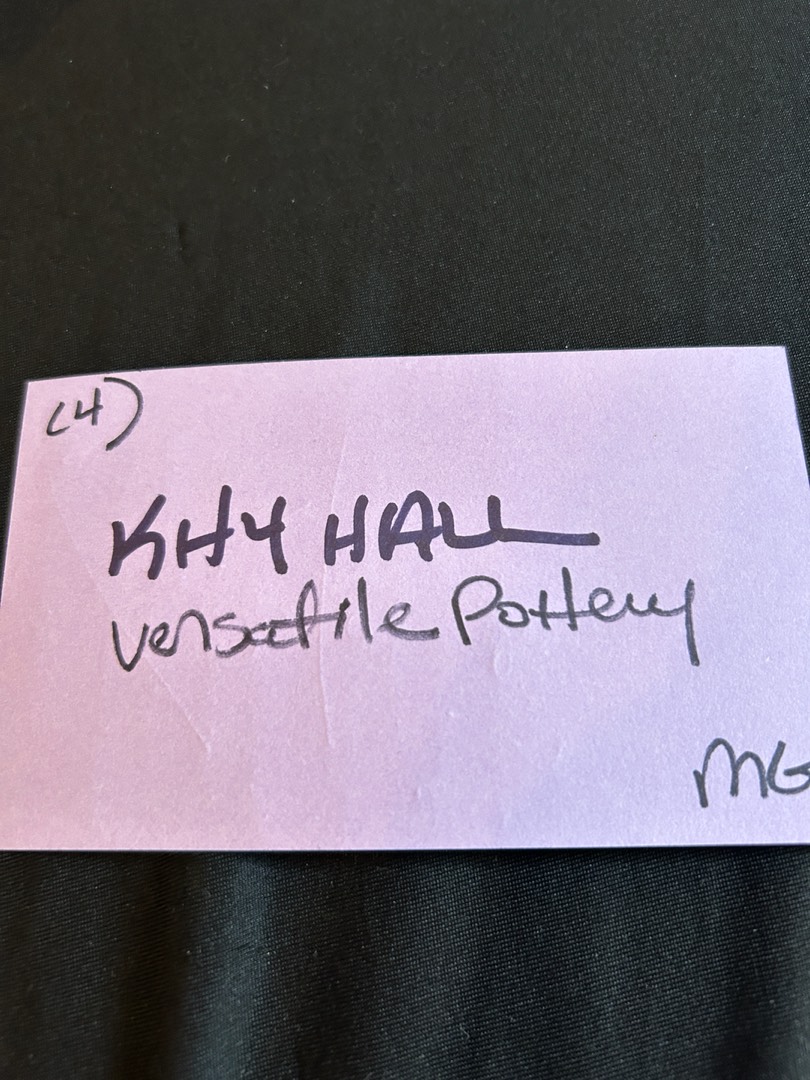 (4)
KHY HALL
versatile Pottery
MG